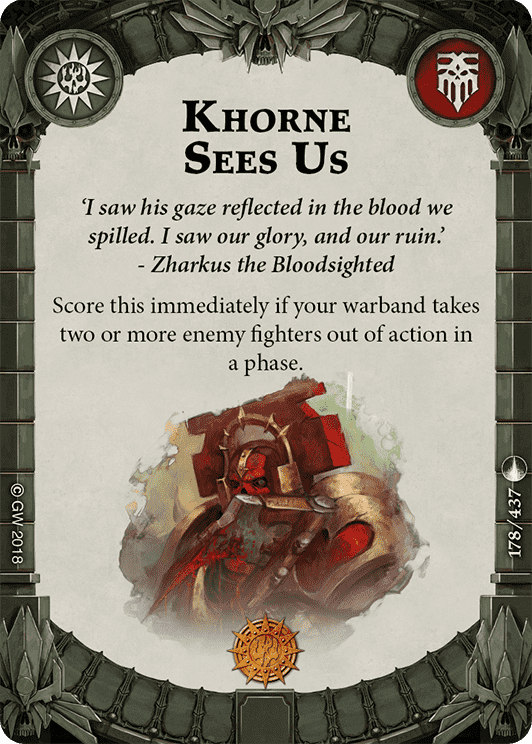 KHORNE
SEES US
‘I saw his gaze reflected in the blood we
spilled. I saw our glory, and our ruin.’
- Zharkus the Bloodsighted
Score this immediately if your warband takes
two or more enemy fighters out of action in
a phase.
© GW 2018
178/437